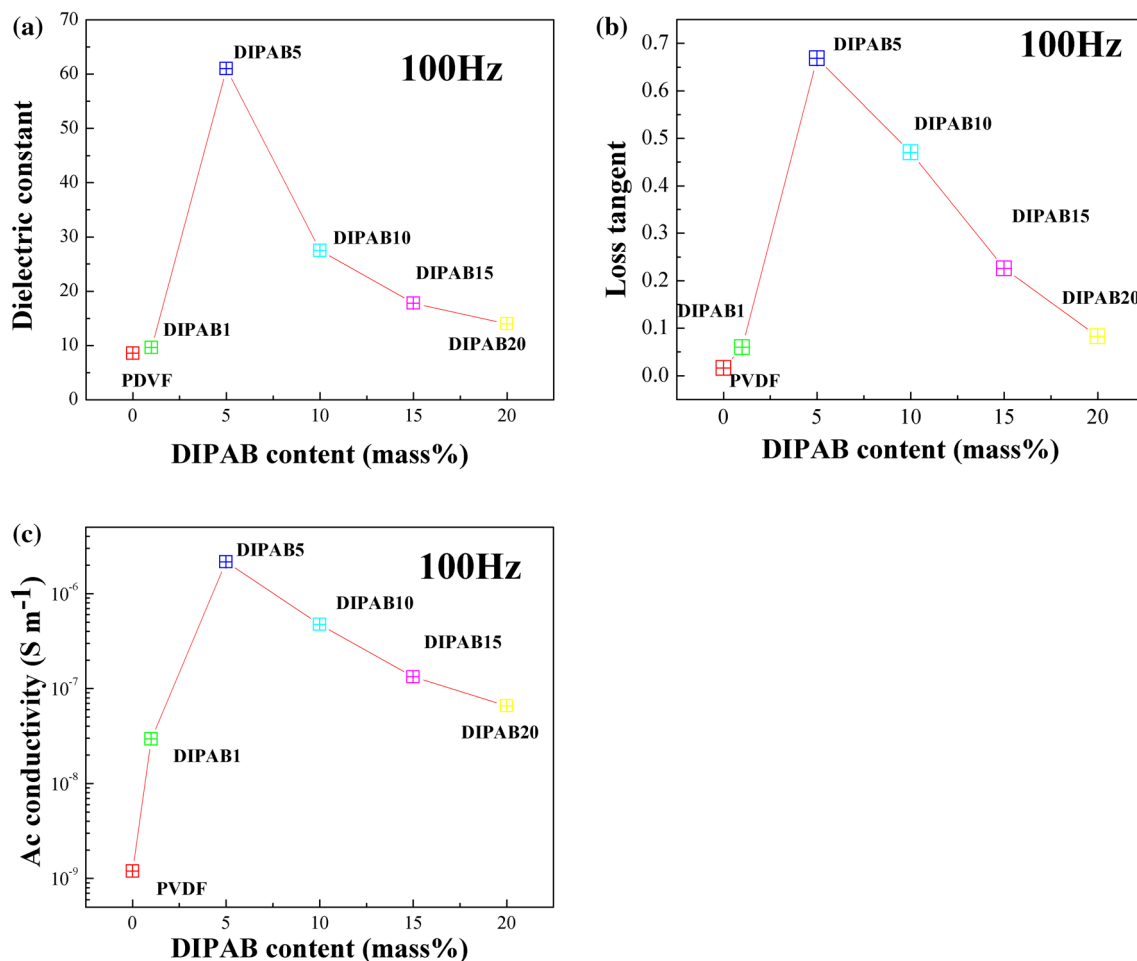 (a)
70
60
50
40
30
20
10
0
Dielectric constant
100Hz
DIPAB5
DIPAB10
DIPAB15
DIPAB1
DIPAB20
PDVF
0 5 10 15 20
DIPAB content (mass%)
(b)
0.7
0.6
0.5
0.4
0.3
0.2
0.1
0.0
Loss tangent
100Hz
DIPAB5
DIPAB10
DIPAB15
DIPAB20
DIPAB1
PVDF
0 5 10 15 20
DIPAB content (mass%)
(c)
10-6
10-7
10-8
10-9
Ac conductivity (S m-1)
100Hz
DIPAB5
DIPAB10
DIPAB15
DIPAB20
DIPAB1
PVDF
0 5 10 15 20
DIPAB content (mass%)